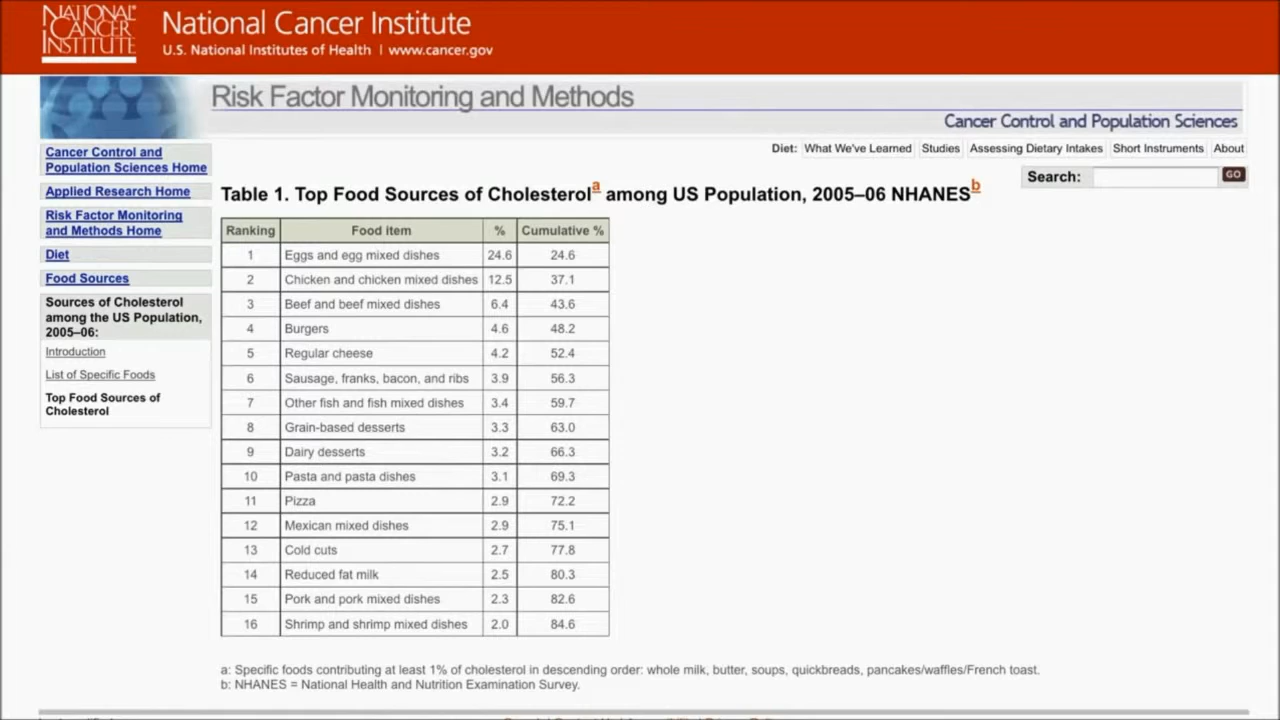 NATIONAL
CANCER
INSTITUTE
National Cancer Institute
U.S. National Institutes of Health | www.cancer.gov
Risk Factor Monitoring and Methods
Cancer Control and Population Sciences
Diet: What We've Learned Studies Assessing Dietary Intakes Short Instruments About
Search: GO
Cancer Control and
Population Sciences Home
Applied Research Home
Risk Factor Monitoring
and Methods Home
Diet
Food Sources
Sources of Cholesterol
among the US Population,
2005–06:
Introduction
List of Specific Foods
Top Food Sources of
Cholesterol
Table 1. Top Food Sources of Cholesterol a among US Population, 2005–06 NHANES b
Ranking Food item % Cumulative %
1 Eggs and egg mixed dishes 24.6 24.6
2 Chicken and chicken mixed dishes 12.5 37.1
3 Beef and beef mixed dishes 6.4 43.6
4 Burgers 4.6 48.2
5 Regular cheese 4.2 52.4
6 Sausage, franks, bacon, and ribs 3.9 56.3
7 Other fish and fish mixed dishes 3.4 59.7
8 Grain-based desserts 3.3 63.0
9 Dairy desserts 3.2 66.3
10 Pasta and pasta dishes 3.1 69.3
11 Pizza 2.9 72.2
12 Mexican mixed dishes 2.9 75.1
13 Cold cuts 2.7 77.8
14 Reduced fat milk 2.5 80.3
15 Pork and pork mixed dishes 2.3 82.6
16 Shrimp and shrimp mixed dishes 2.0 84.6
a: Specific foods contributing at least 1% of cholesterol in descending order: whole milk, butter, soups, quickbreads, pancakes/waffles/French toast.
b: NHANES = National Health and Nutrition Examination Survey.